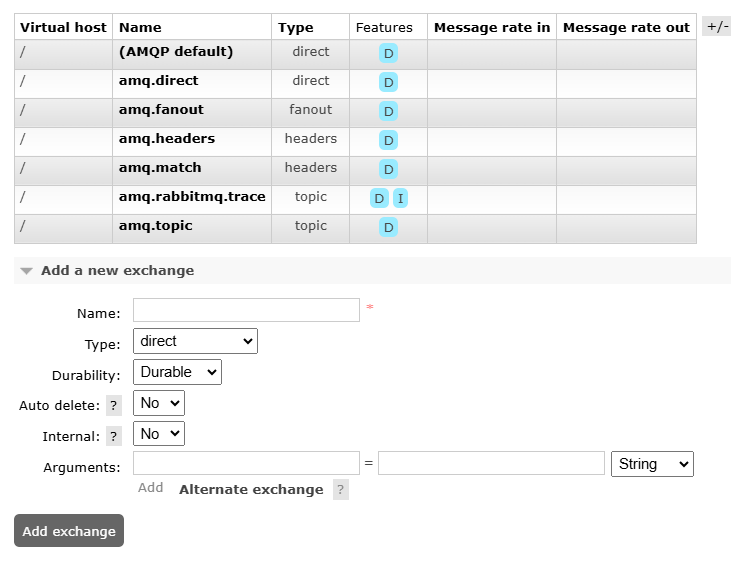 Virtual host Name Type Features Message rate in Message rate out +/-
/ (AMQP default) direct D
/ amq.direct direct D
/ amq.fanout fanout D
/ amq.headers headers D
/ amq.match headers D
/ amq.rabbitmq.trace topic D I
/ amq.topic topic D
Add a new exchange
Name: *
Type: direct
Durability: Durable
Auto delete: ? No
Internal: ? No
Arguments: = String
Add Alternate exchange ?
Add exchange